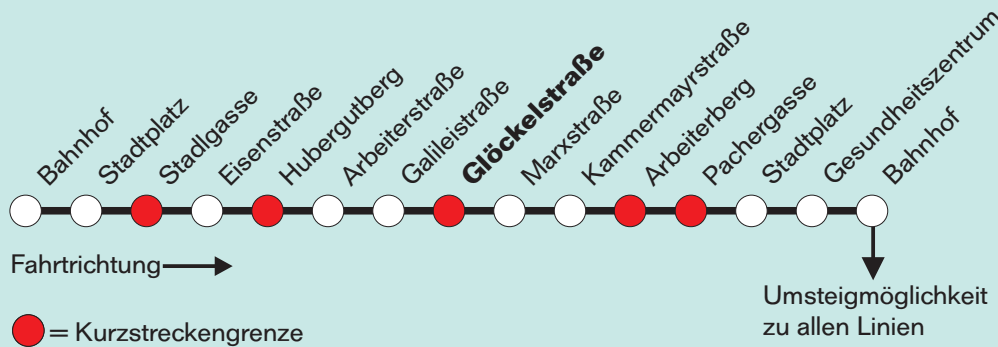 Bahnhof
Stadtplatz
Stadlgasse
Eisenstraße
Hubergutberg
Arbeiterstraße
Galileistraße
Glöckelstraße
Marxstraße
Kammermayrstraße
Arbeiterberg
Pachergasse
Stadtplatz
Gesundheitszentrum
Bahnhof
Fahrtrichtung
Umsteigmöglichkeit
zu allen Linien
= Kurzstreckengrenze